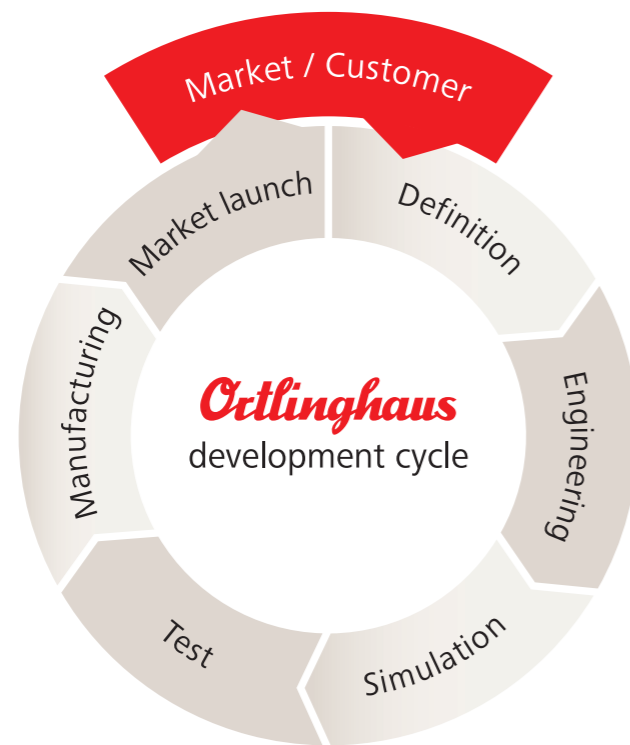 Market / Customer
Market launch
Definition
Manufacturing
Engineering
Ortlinghaus
development cycle
Test
Simulation